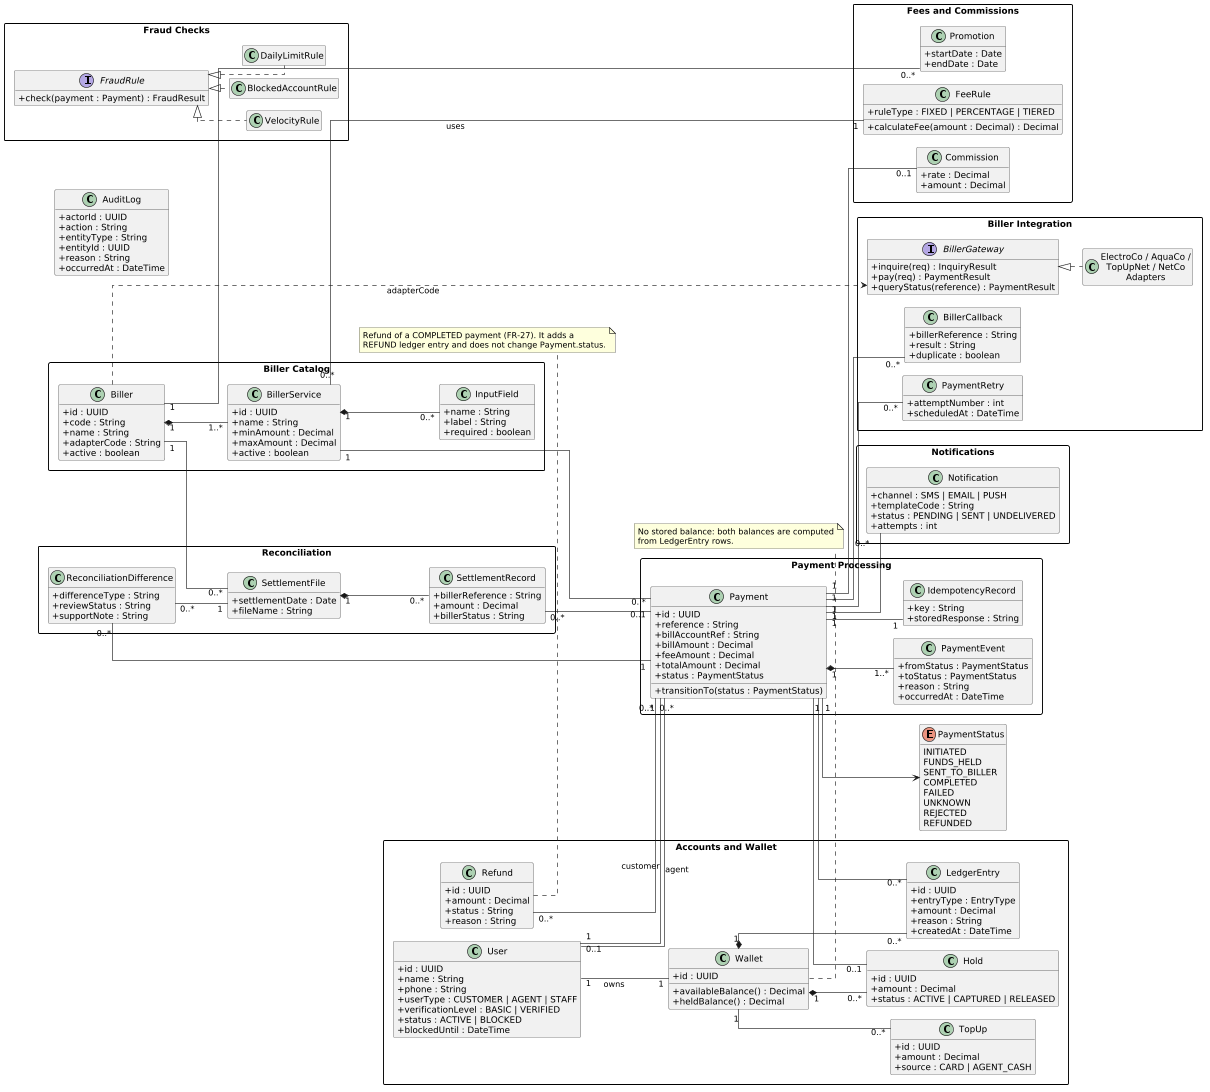 Fraud Checks
DailyLimitRule
FraudRule
+check(payment : Payment) : FraudResult
BlockedAccountRule
VelocityRule
Fees and Commissions
Promotion
+startDate : Date
+endDate : Date
0..*
FeeRule
+ruleType : FIXED | PERCENTAGE | TIERED
+calculateFee(amount : Decimal) : Decimal
uses
1
Commission
+rate : Decimal
+amount : Decimal
0..1
AuditLog
+actorId : UUID
+action : String
+entityType : String
+entityId : UUID
+reason : String
+occurredAt : DateTime
Biller Integration
BillerGateway
+inquire(req) : InquiryResult
+pay(req) : PaymentResult
+queryStatus(reference) : PaymentResult
ElectroCo / AquaCo /
TopUpNet / NetCo
Adapters
adapterCode
BillerCallback
+billerReference : String
+result : String
+duplicate : boolean
0..*
PaymentRetry
+attemptNumber : int
+scheduledAt : DateTime
0..*
Refund of a COMPLETED payment (FR-27). It adds a
REFUND ledger entry and does not change Payment.status.
Biller Catalog
0..*
Biller
+id : UUID
+code : String
+name : String
+adapterCode : String
+active : boolean
1
1
1
1..*
BillerService
+id : UUID
+name : String
+minAmount : Decimal
+maxAmount : Decimal
+active : boolean
1
1
0..*
InputField
+name : String
+label : String
+required : boolean
Notifications
Notification
+channel : SMS | EMAIL | PUSH
+templateCode : String
+status : PENDING | SENT | UNDELIVERED
+attempts : int
0..*
No stored balance: both balances are computed
from LedgerEntry rows.
Reconciliation
ReconciliationDifference
+differenceType : String
+reviewStatus : String
+supportNote : String
0..*
0..*
1
0..*
SettlementFile
+settlementDate : Date
+fileName : String
1
0..*
SettlementRecord
+billerReference : String
+amount : Decimal
+billerStatus : String
0..*
Payment Processing
Payment
+id : UUID
+reference : String
+billAccountRef : String
+billAmount : Decimal
+feeAmount : Decimal
+totalAmount : Decimal
+status : PaymentStatus
+transitionTo(status : PaymentStatus)
0..*
0..1
1
1
1
1
1
1
1
IdempotencyRecord
+key : String
+storedResponse : String
1
PaymentEvent
+fromStatus : PaymentStatus
+toStatus : PaymentStatus
+reason : String
+occurredAt : DateTime
1..*
0..*
0..*
1
1
PaymentStatus
INITIATED
FUNDS_HELD
SENT_TO_BILLER
COMPLETED
FAILED
UNKNOWN
REJECTED
REFUNDED
Accounts and Wallet
customer
agent
Refund
+id : UUID
+amount : Decimal
+status : String
+reason : String
0..*
User
+id : UUID
+name : String
+phone : String
+userType : CUSTOMER | AGENT | STAFF
+verificationLevel : BASIC | VERIFIED
+status : ACTIVE | BLOCKED
+blockedUntil : DateTime
1
0..1
1
owns
1
Wallet
+id : UUID
+availableBalance() : Decimal
+heldBalance() : Decimal
1
1
1
LedgerEntry
+id : UUID
+entryType : EntryType
+amount : Decimal
+reason : String
+createdAt : DateTime
0..*
0..*
Hold
+id : UUID
+amount : Decimal
+status : ACTIVE | CAPTURED | RELEASED
0..1
0..*
TopUp
+id : UUID
+amount : Decimal
+source : CARD | AGENT_CASH
0..*